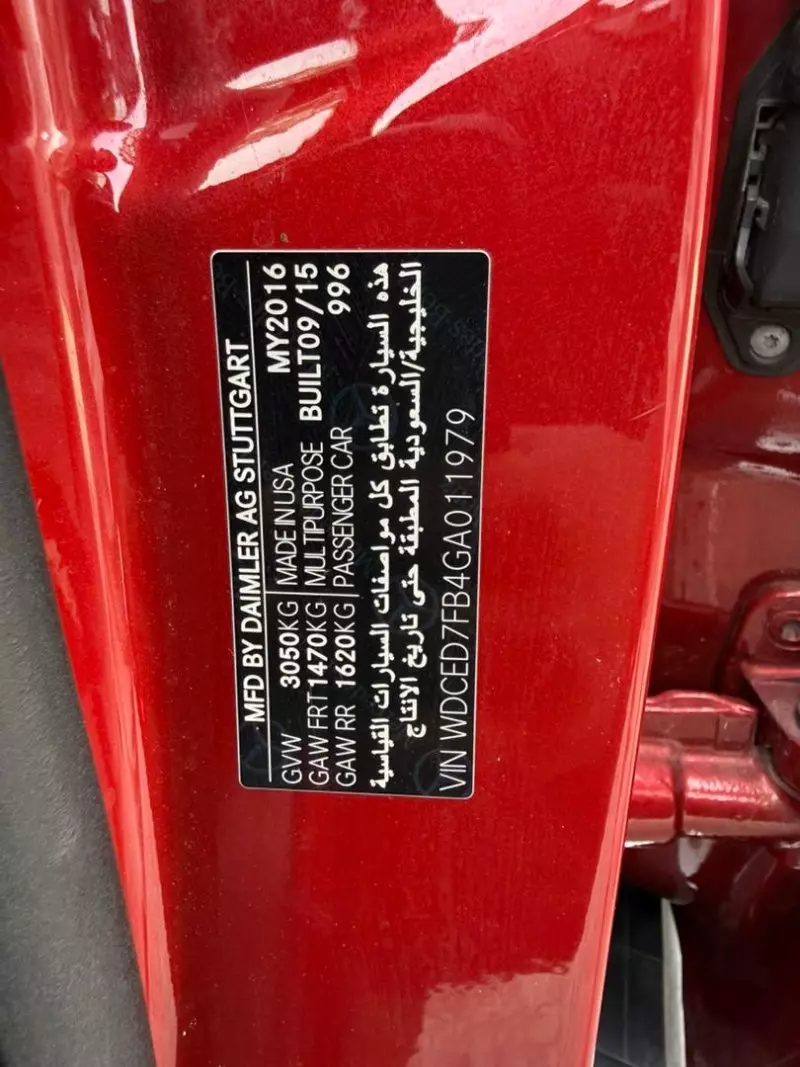 MFD BY DAIMLER AG STUTTGART
GVW 3050KG MADE IN USA MY2016
GAW FRT 1470KG MULTIPURPOSE BUILT09/15
GAW RR 1620KG PASSENGER CAR 996
هذه السيارة تطابق كل مواصفات السيارات القياسية
الخليجية/السعودية المطبقة حتى تاريخ الانتاج
VIN WDCED7FB4GA011979